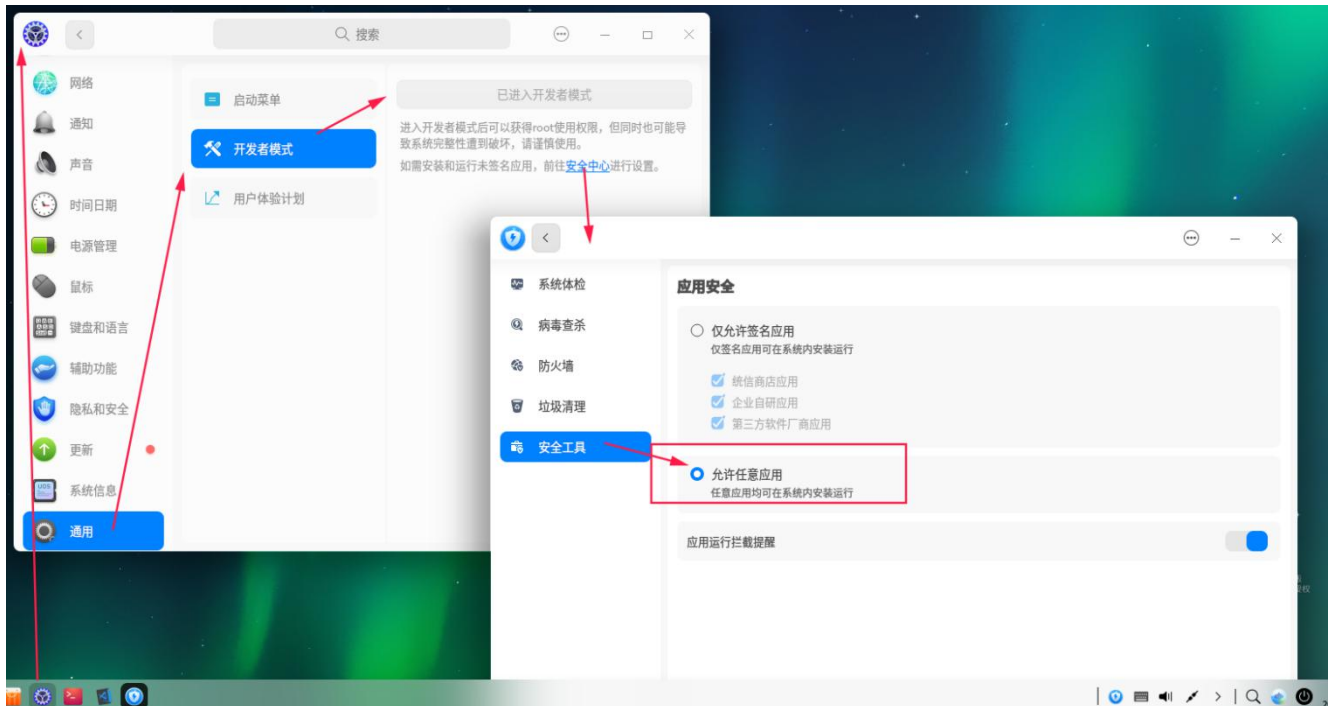 搜索
网络
通知
声音
时间日期
电源管理
鼠标
键盘和语言
辅助功能
隐私和安全
更新
系统信息
通用
启动菜单
开发者模式
用户体验计划
已进入开发者模式
进入开发者模式后可以获得root使用权限，但同时也可能导
致系统完整性遭到破坏，请谨慎使用。
如需安装和运行未签名应用，前往安全中心进行设置。
系统体检
病毒查杀
防火墙
垃圾清理
安全工具
应用安全
仅允许签名应用
仅签名应用可在系统内安装运行
统信商店应用
企业自研应用
第三方软件厂商应用
允许任意应用
任意应用均可在系统内安装运行
应用运行拦截提醒
UOS